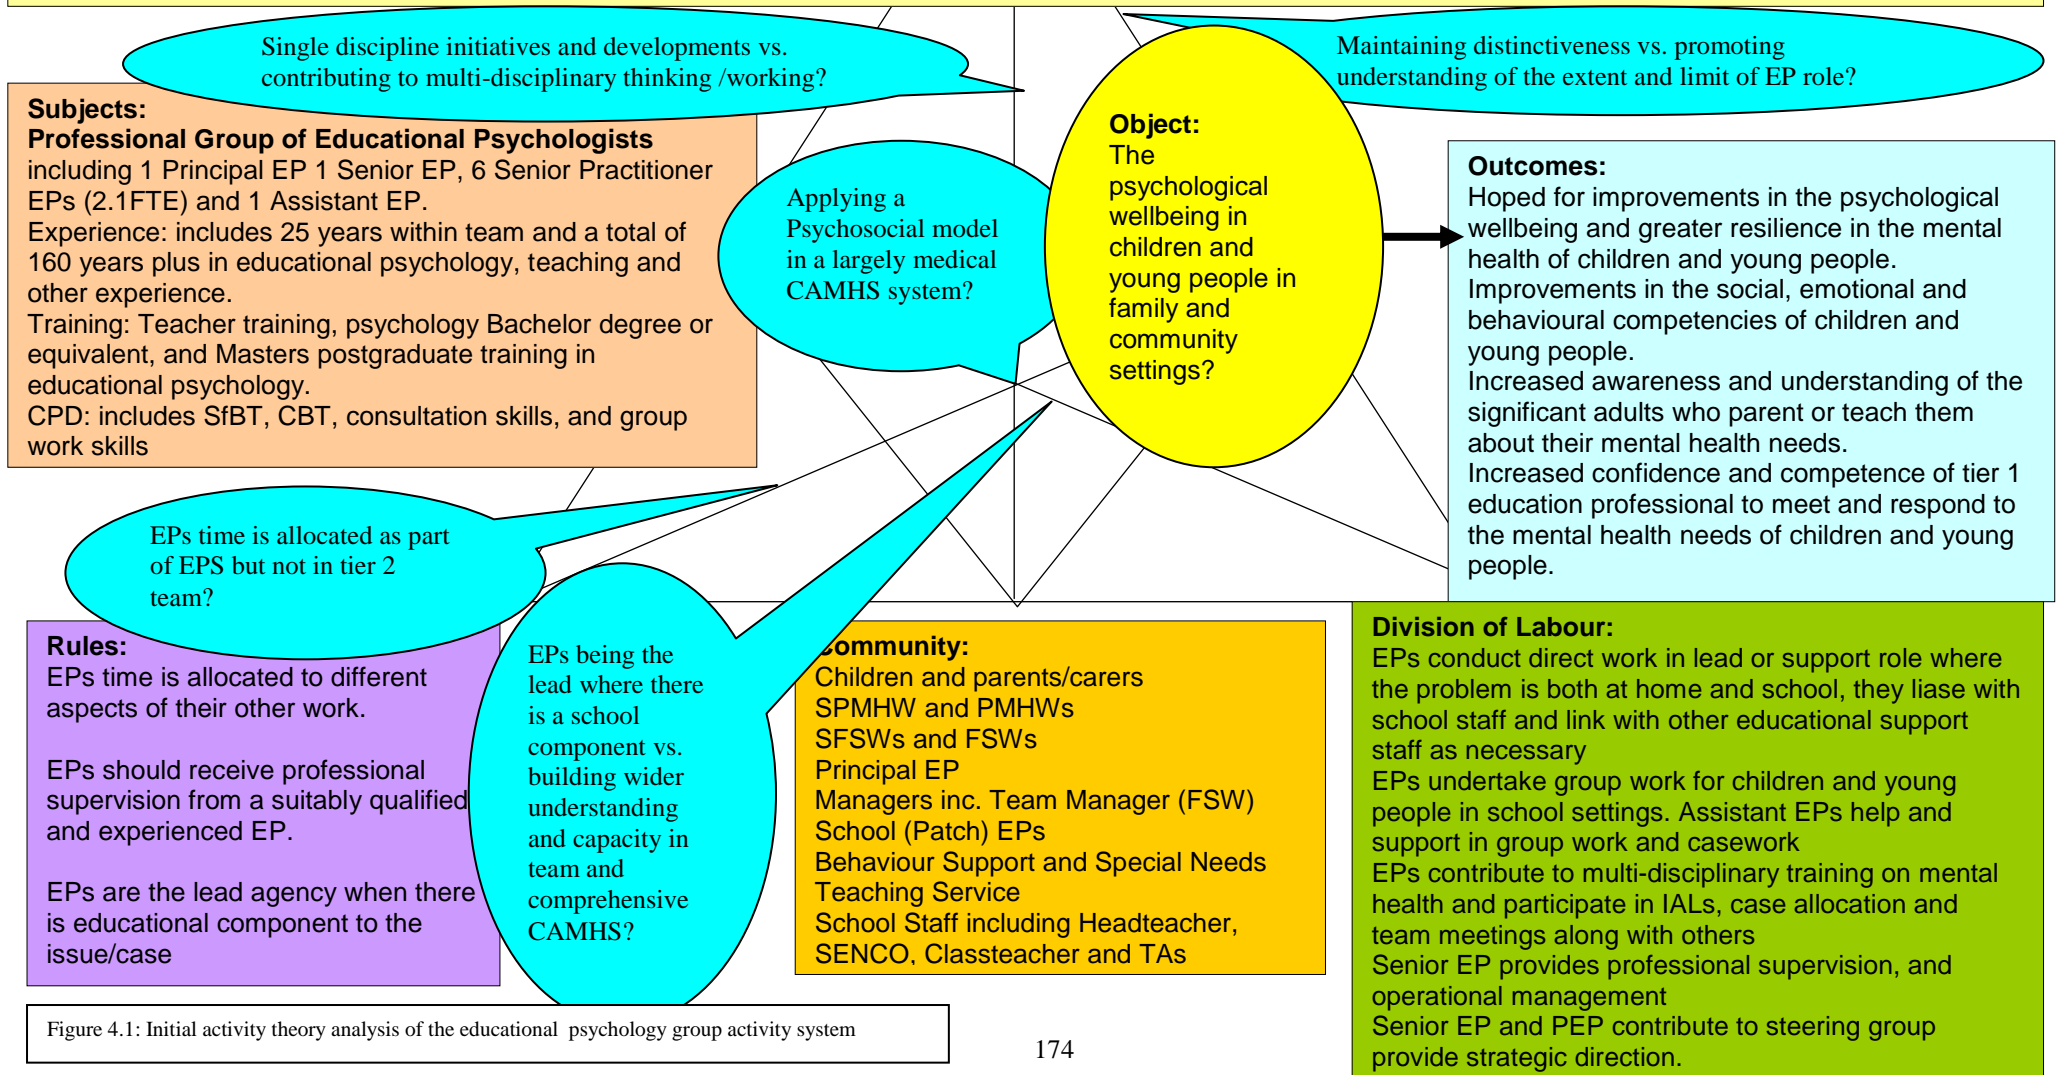 Single discipline initiatives and developments vs.
contributing to multi-disciplinary thinking /working?
Maintaining distinctiveness vs. promoting
understanding of the extent and limit of EP role?
Subjects:
Professional Group of Educational Psychologists
including 1 Principal EP 1 Senior EP, 6 Senior Practitioner
EPs (2.1FTE) and 1 Assistant EP.
Experience: includes 25 years within team and a total of
160 years plus in educational psychology, teaching and
other experience.
Training: Teacher training, psychology Bachelor degree or
equivalent, and Masters postgraduate training in
educational psychology.
CPD: includes SfBT, CBT, consultation skills, and group
work skills
Applying a
Psychosocial model
in a largely medical
CAMHS system?
Object:
The
psychological
wellbeing in
children and
young people in
family and
community
settings?
Outcomes:
Hoped for improvements in the psychological
wellbeing and greater resilience in the mental
health of children and young people.
Improvements in the social, emotional and
behavioural competencies of children and
young people.
Increased awareness and understanding of the
significant adults who parent or teach them
about their mental health needs.
Increased confidence and competence of tier 1
education professional to meet and respond to
the mental health needs of children and young
people.
EPs time is allocated as part
of EPS but not in tier 2
team?
Rules:
EPs time is allocated to different
aspects of their other work.
EPs should receive professional
supervision from a suitably qualified
and experienced EP.
EPs are the lead agency when there
is educational component to the
issue/case
EPs being the
lead where there
is a school
component vs.
building wider
understanding
and capacity in
team and
comprehensive
CAMHS?
Community:
Children and parents/carers
SPMHW and PMHWs
SFSWs and FSWs
Principal EP
Managers inc. Team Manager (FSW)
School (Patch) EPs
Behaviour Support and Special Needs
Teaching Service
School Staff including Headteacher,
SENCO, Classteacher and TAs
Division of Labour:
EPs conduct direct work in lead or support role where
the problem is both at home and school, they liase with
school staff and link with other educational support
staff as necessary
EPs undertake group work for children and young
people in school settings. Assistant EPs help and
support in group work and casework
EPs contribute to multi-disciplinary training on mental
health and participate in IALs, case allocation and
team meetings along with others
Senior EP provides professional supervision, and
operational management
Senior EP and PEP contribute to steering group
provide strategic direction.
Figure 4.1: Initial activity theory analysis of the educational psychology group activity system
174